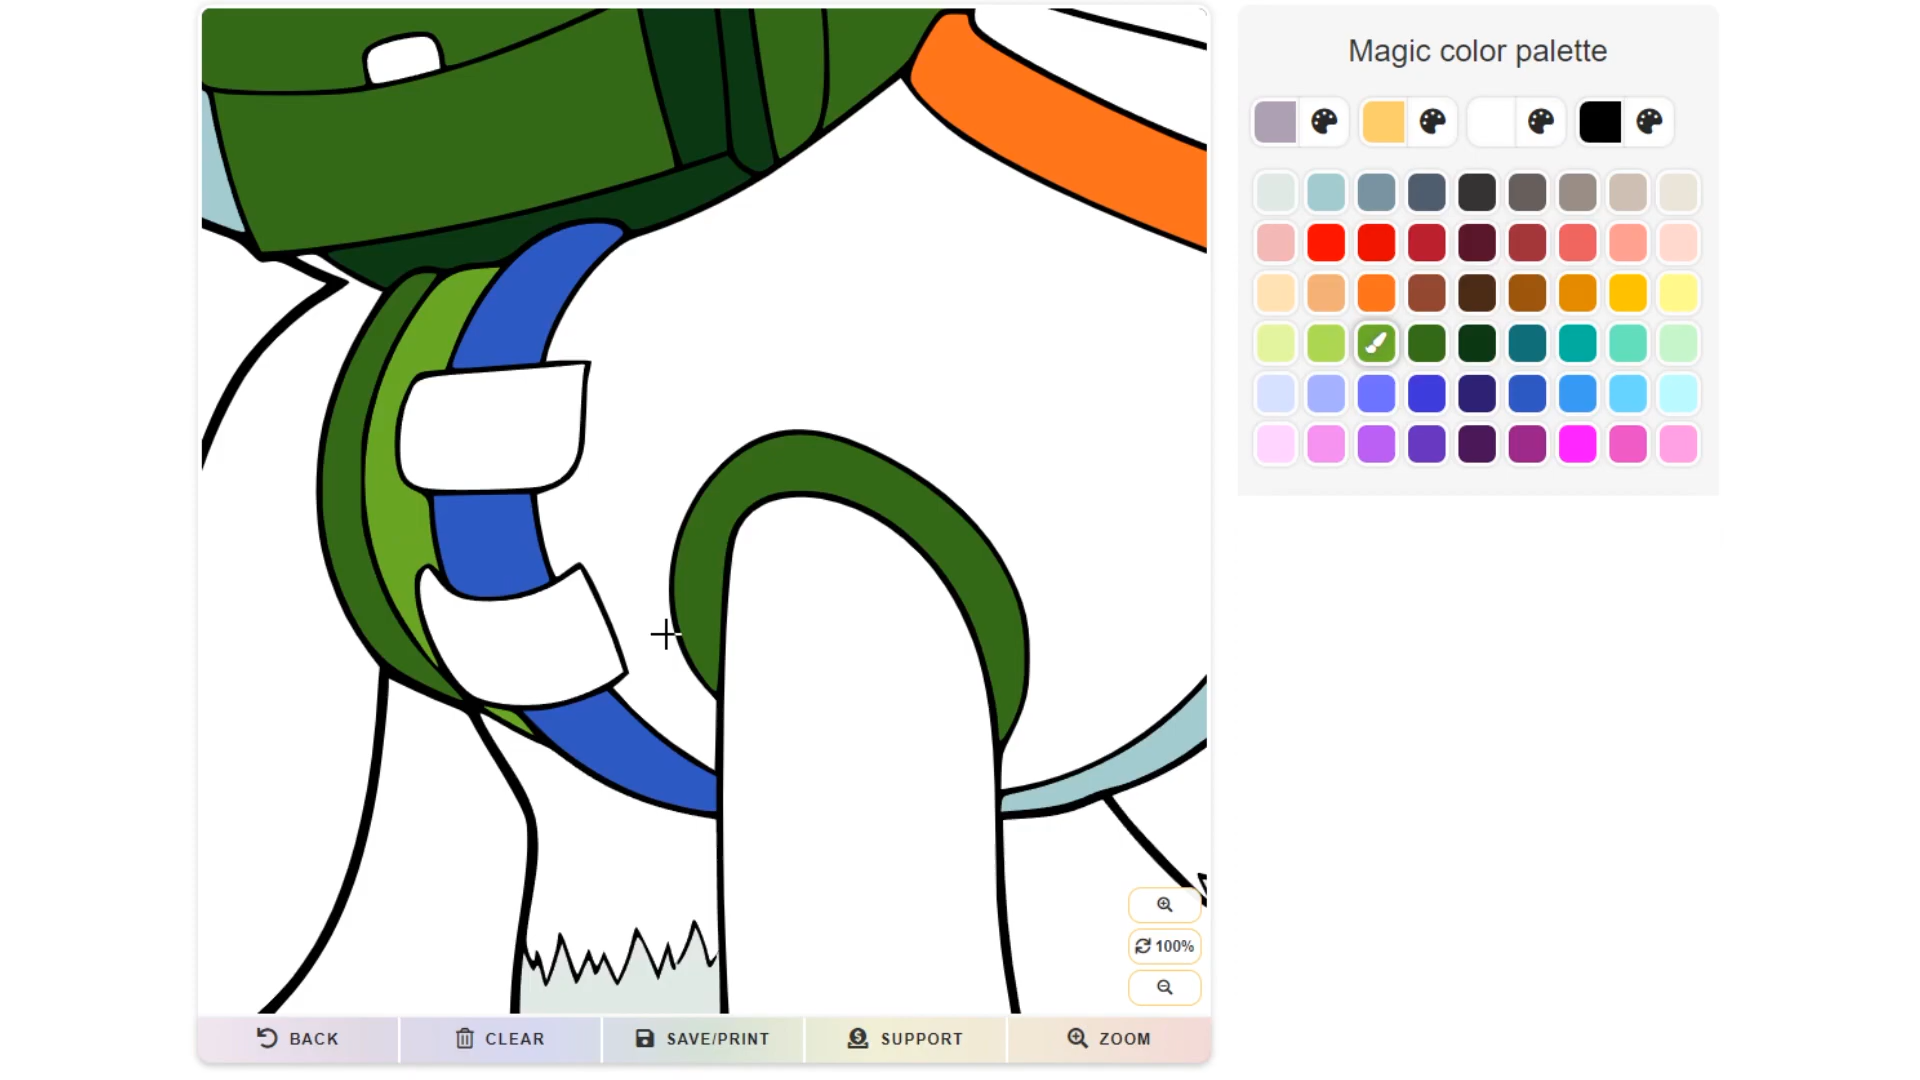 Magic color palette
100%
BACK
CLEAR
SAVE/PRINT
SUPPORT
ZOOM